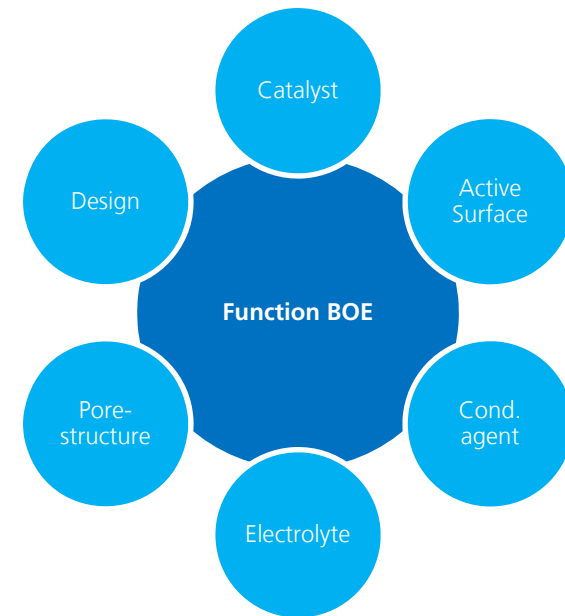 Catalyst
Design
Active
Surface
Function BOE
Pore-
structure
Cond.
agent
Electrolyte